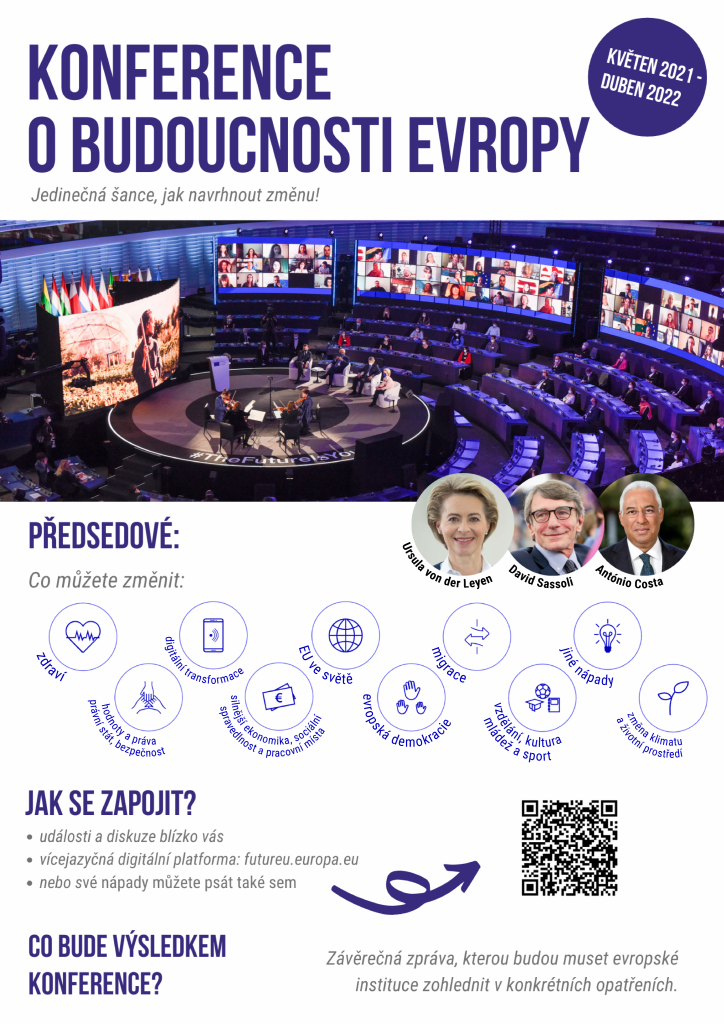 KONFERENCE
O BUDOUCNOSTI EVROPY
KVĚTEN 2021 -
DUBEN 2022
Jedinečná šance, jak navrhnout změnu!
#TheFutureIsYo
PŘEDSEDOVÉ:
Ursula von der Leyen
David Sassoli
António Costa
Co můžete změnit:
zdraví
digitální transformace
EU ve světě
migrace
jiné nápady
hodnoty a práva
právní stát, bezpečnost
silnější ekonomika, sociální
spravedlnost a pracovní místa
evropská demokracie
vzdělání, kultura
mládež a sport
změna klimatu
a životní prostředí
JAK SE ZAPOJIT?
• události a diskuze blízko vás
• vícejazyčná digitální platforma: futureu.europa.eu
• nebo své nápady můžete psát také sem
CO BUDE VÝSLEDKEM
KONFERENCE?
Závěrečná zpráva, kterou budou muset evropské
instituce zohlednit v konkrétních opatřeních.